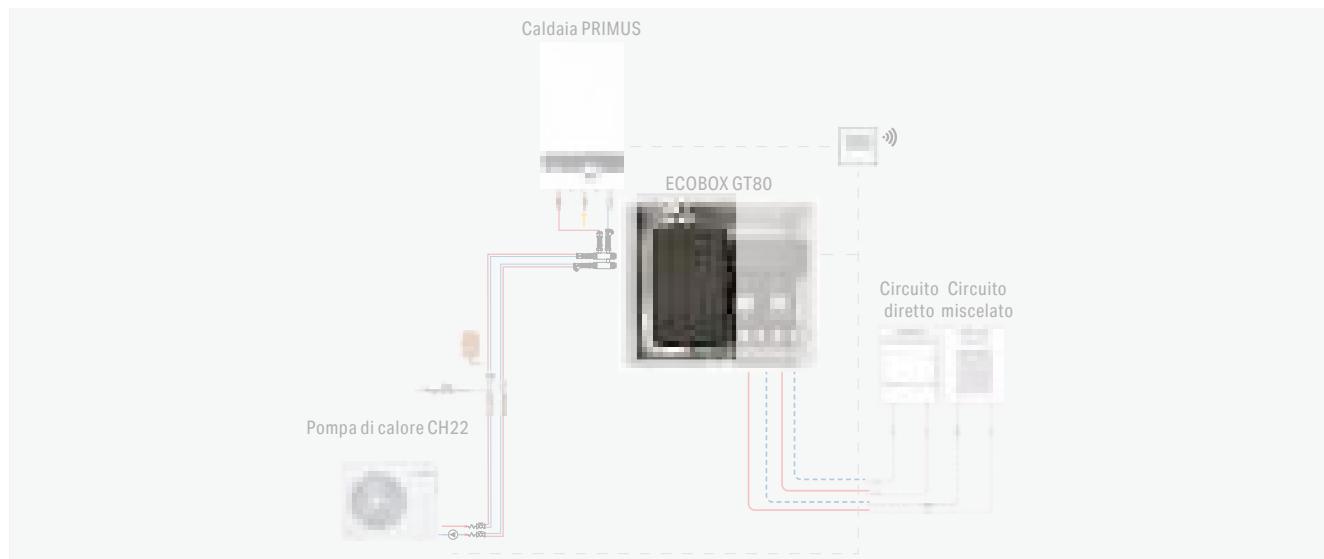 Caldaia PRIMUS
ECOBOX GT80
Circuito Circuito
diretto miscelato
Pompa di calore CH22